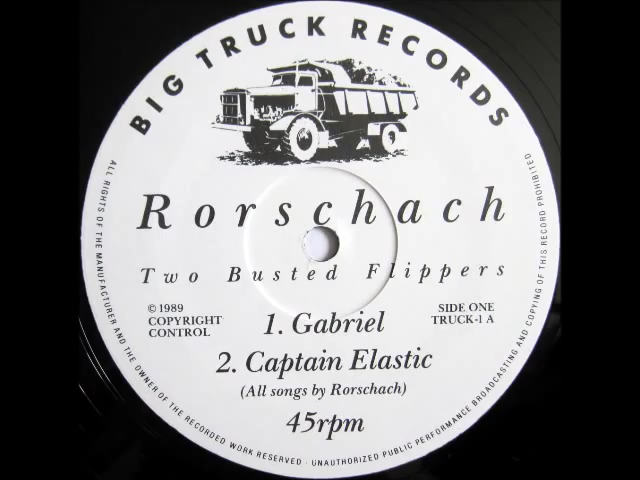 BIG TRUCK RECORDS
Rorschach
Two Busted Flippers
© 1989
COPYRIGHT
CONTROL
SIDE ONE
TRUCK-1 A
1. Gabriel
2. Captain Elastic
(All songs by Rorschach)
45rpm
ALL RIGHTS OF THE MANUFACTURER AND THE OWNER OF THE RECORDED WORK RESERVED · UNAUTHORIZED PUBLIC PERFORMANCE BROADCASTING AND COPYING OF THIS RECORD PROHIBITED